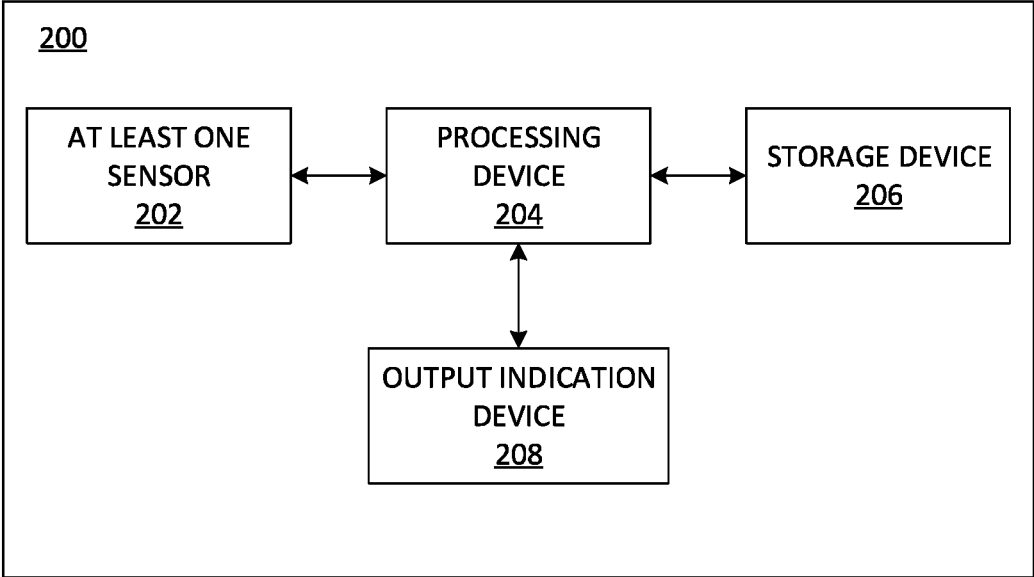 200
AT LEAST ONE
SENSOR
202
PROCESSING
DEVICE
204
STORAGE DEVICE
206
OUTPUT INDICATION
DEVICE
208